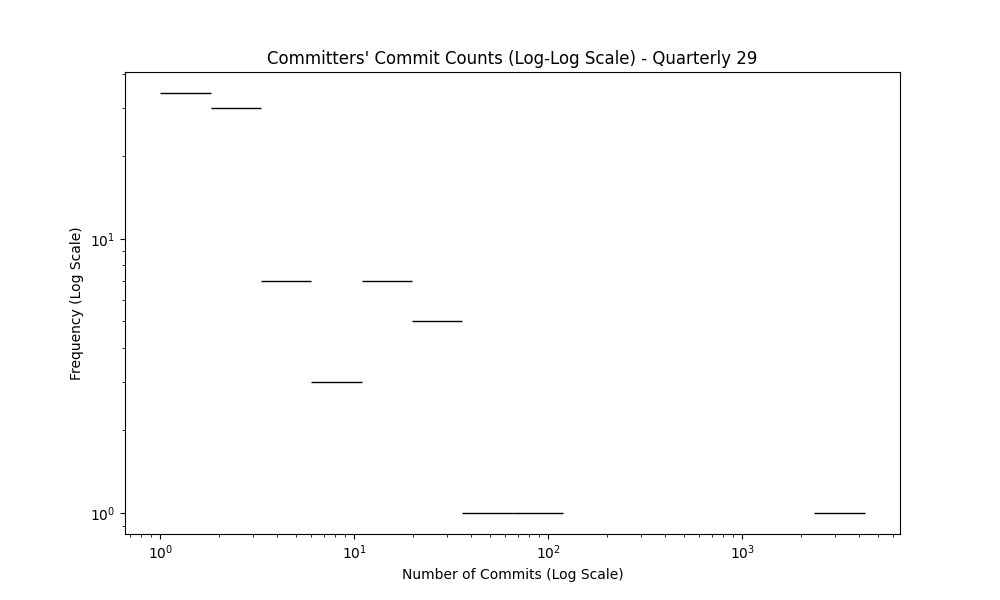 Committers' Commit Counts (Log-Log Scale) - Quarterly 29
Frequency (Log Scale)
10¹
10⁰
10⁰ 10¹ 10² 10³
Number of Commits (Log Scale)